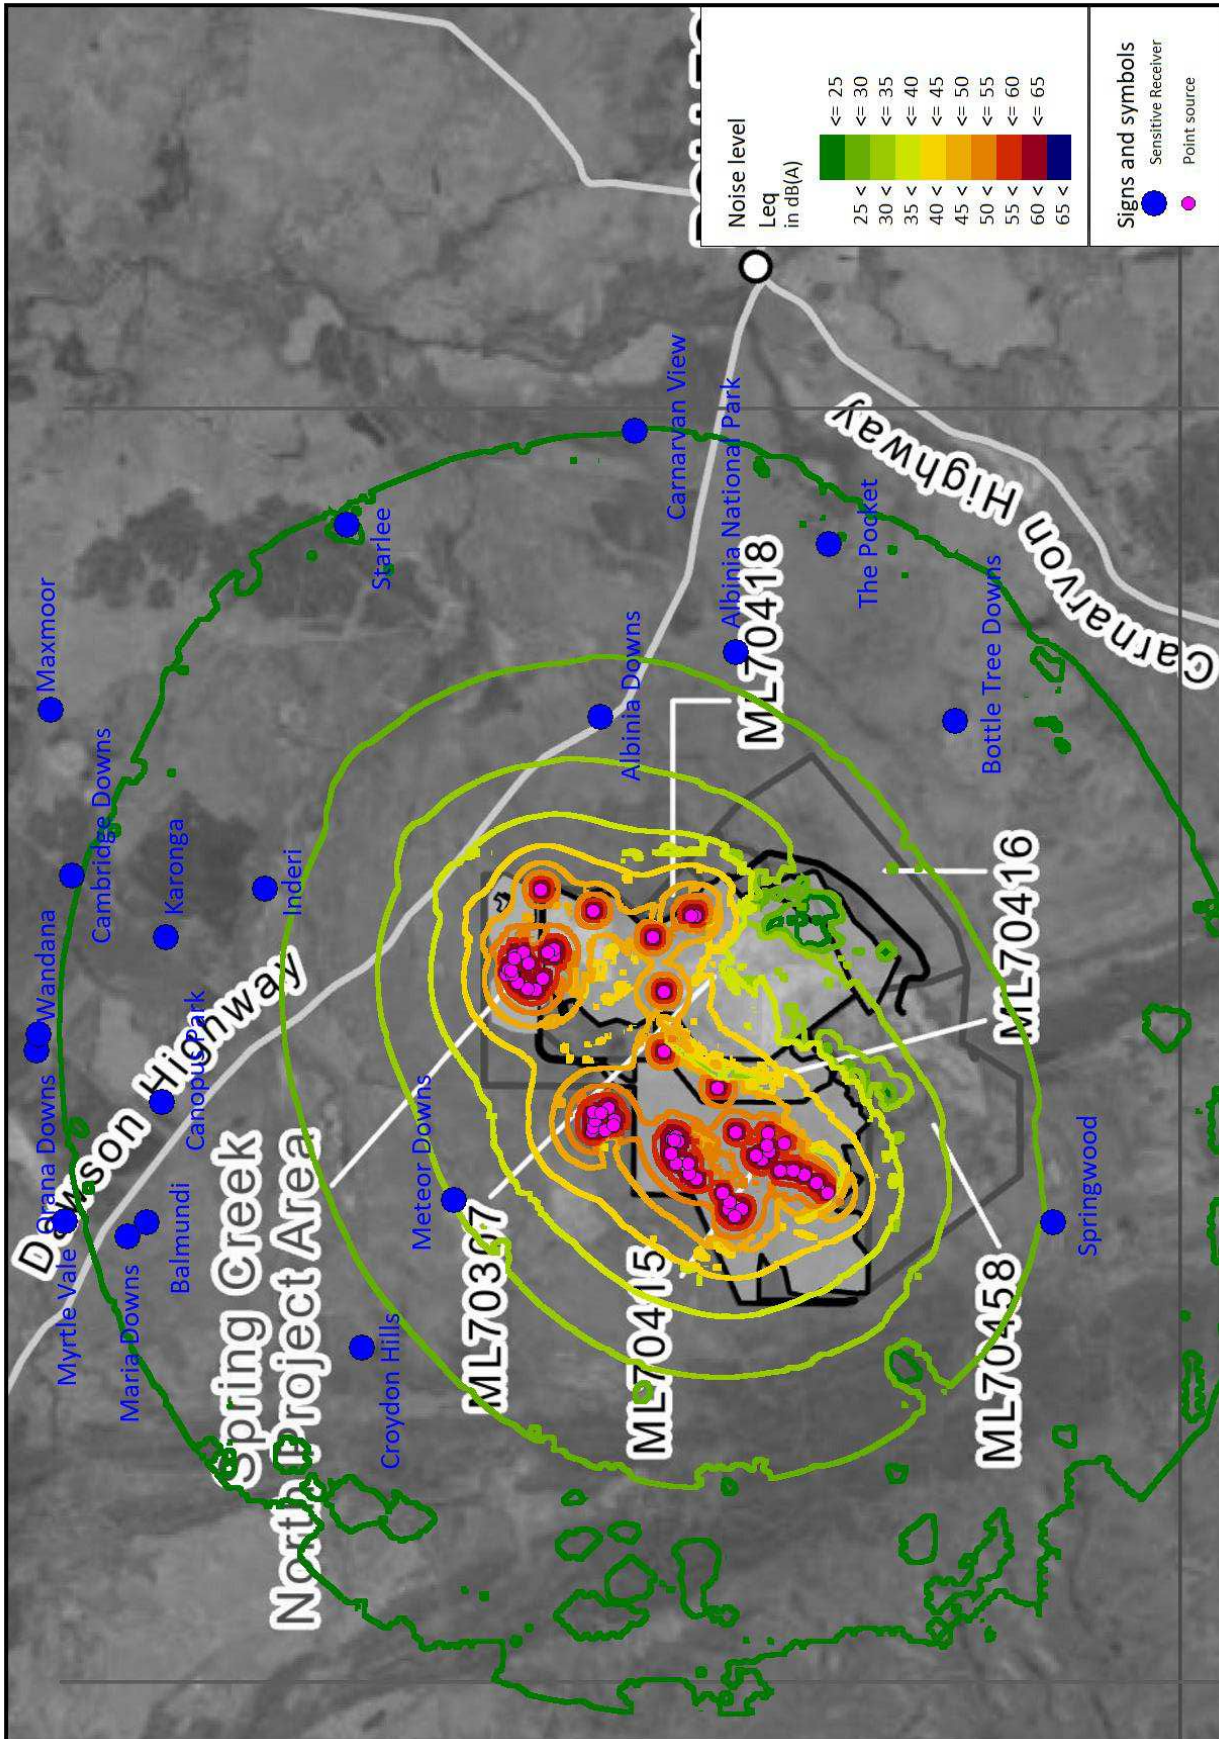 Maxmoor
Cambridge Downs
Wandana
Orana Downs
Myrtle Vale
Maria Downs
Balmundi
Canopus Park
Karonga
Inderi
Starlee
Dawson Highway
Spring Creek
North Project Area
Croydon Hills
Meteor Downs
Albinia Downs
Carnarvan View
Albinia National Park
The Pocket
Bottle Tree Downs
Springwood
ML70418
ML70416
ML70415
ML70458
Carnarvon Highway
Noise level
Leq
in dB(A)
<= 25
25 < <= 30
30 < <= 35
35 < <= 40
40 < <= 45
45 < <= 50
50 < <= 55
55 < <= 60
60 < <= 65
65 <
Signs and symbols
Sensitive Receiver
Point source